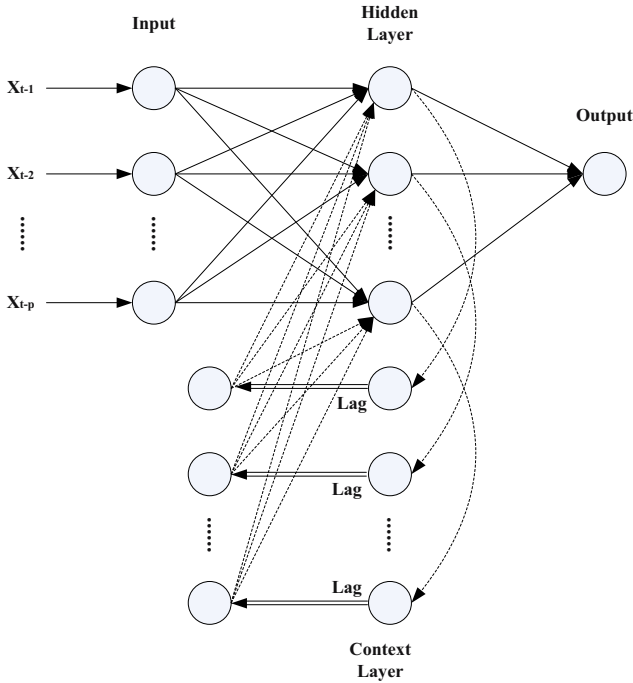 Input
Hidden
Layer
Output
Xt-1
Xt-2
Xt-p
Lag
Lag
Lag
Context
Layer